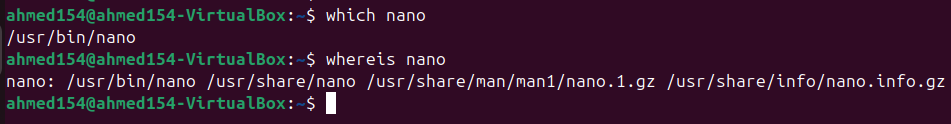 ahmed154@ahmed154-VirtualBox:~$ which nano
/usr/bin/nano
ahmed154@ahmed154-VirtualBox:~$ whereis nano
nano: /usr/bin/nano /usr/share/nano /usr/share/man/man1/nano.1.gz /usr/share/info/nano.info.gz
ahmed154@ahmed154-VirtualBox:~$